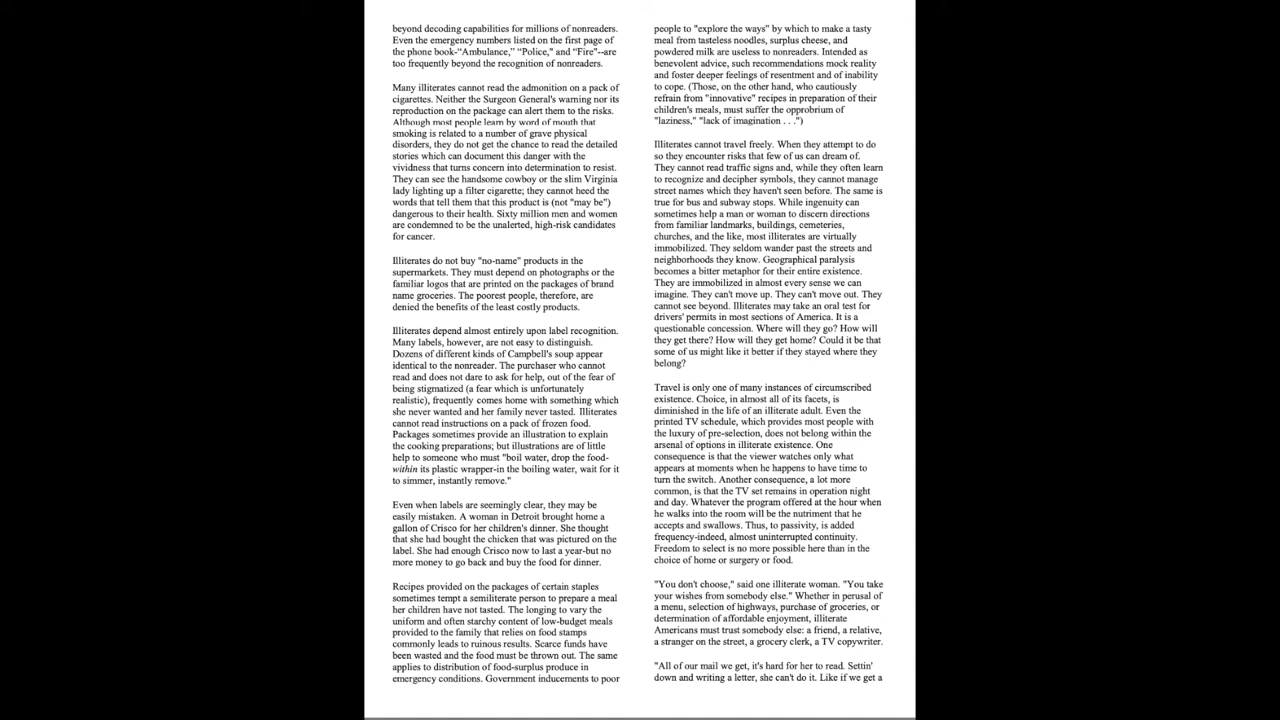 beyond decoding capabilities for millions of nonreaders.
Even the emergency numbers listed on the first page of
the phone book-“Ambulance,” “Police," and “Fire"--are
too frequently beyond the recognition of nonreaders.
Many illiterates cannot read the admonition on a pack of
cigarettes. Neither the Surgeon General's warning nor its
reproduction on the package can alert them to the risks.
Although most people learn by word of mouth that
smoking is related to a number of grave physical
disorders, they do not get the chance to read the detailed
stories which can document this danger with the
vividness that turns concern into determination to resist.
They can see the handsome cowboy or the slim Virginia
lady lighting up a filter cigarette; they cannot heed the
words that tell them that this product is (not "may be")
dangerous to their health. Sixty million men and women
are condemned to be the unalerted, high-risk candidates
for cancer.
Illiterates do not buy "no-name" products in the
supermarkets. They must depend on photographs or the
familiar logos that are printed on the packages of brand
name groceries. The poorest people, therefore, are
denied the benefits of the least costly products.
Illiterates depend almost entirely upon label recognition.
Many labels, however, are not easy to distinguish.
Dozens of different kinds of Campbell's soup appear
identical to the nonreader. The purchaser who cannot
read and does not dare to ask for help, out of the fear of
being stigmatized (a fear which is unfortunately
realistic), frequently comes home with something which
she never wanted and her family never tasted. Illiterates
cannot read instructions on a pack of frozen food.
Packages sometimes provide an illustration to explain
the cooking preparations; but illustrations are of little
help to someone who must "boil water, drop the food-
within its plastic wrapper-in the boiling water, wait for it
to simmer, instantly remove."
Even when labels are seemingly clear, they may be
easily mistaken. A woman in Detroit brought home a
gallon of Crisco for her children's dinner. She thought
that she had bought the chicken that was pictured on the
label. She had enough Crisco now to last a year-but no
more money to go back and buy the food for dinner.
Recipes provided on the packages of certain staples
sometimes tempt a semiliterate person to prepare a meal
her children have not tasted. The longing to vary the
uniform and often starchy content of low-budget meals
provided to the family that relies on food stamps
commonly leads to ruinous results. Scarce funds have
been wasted and the food must be thrown out. The same
applies to distribution of food-surplus produce in
emergency conditions. Government inducements to poor
people to "explore the ways" by which to make a tasty
meal from tasteless noodles, surplus cheese, and
powdered milk are useless to nonreaders. Intended as
benevolent advice, such recommendations mock reality
and foster deeper feelings of resentment and of inability
to cope. (Those, on the other hand, who cautiously
refrain from "innovative" recipes in preparation of their
children's meals, must suffer the opprobrium of
"laziness," "lack of imagination . . .")
Illiterates cannot travel freely. When they attempt to do
so they encounter risks that few of us can dream of.
They cannot read traffic signs and, while they often learn
to recognize and decipher symbols, they cannot manage
street names which they haven't seen before. The same is
true for bus and subway stops. While ingenuity can
sometimes help a man or woman to discern directions
from familiar landmarks, buildings, cemeteries,
churches, and the like, most illiterates are virtually
immobilized. They seldom wander past the streets and
neighborhoods they know. Geographical paralysis
becomes a bitter metaphor for their entire existence.
They are immobilized in almost every sense we can
imagine. They can't move up. They can't move out. They
cannot see beyond. Illiterates may take an oral test for
drivers' permits in most sections of America. It is a
questionable concession. Where will they go? How will
they get there? How will they get home? Could it be that
some of us might like it better if they stayed where they
belong?
Travel is only one of many instances of circumscribed
existence. Choice, in almost all of its facets, is
diminished in the life of an illiterate adult. Even the
printed TV schedule, which provides most people with
the luxury of pre-selection, does not belong within the
arsenal of options in illiterate existence. One
consequence is that the viewer watches only what
appears at moments when he happens to have time to
turn the switch. Another consequence, a lot more
common, is that the TV set remains in operation night
and day. Whatever the program offered at the hour when
he walks into the room will be the nutriment that he
accepts and swallows. Thus, to passivity, is added
frequency-indeed, almost uninterrupted continuity.
Freedom to select is no more possible here than in the
choice of home or surgery or food.
"You don't choose," said one illiterate woman. "You take
your wishes from somebody else." Whether in perusal of
a menu, selection of highways, purchase of groceries, or
determination of affordable enjoyment, illiterate
Americans must trust somebody else: a friend, a relative,
a stranger on the street, a grocery clerk, a TV copywriter.
"All of our mail we get, it's hard for her to read. Settin'
down and writing a letter, she can't do it. Like if we get a